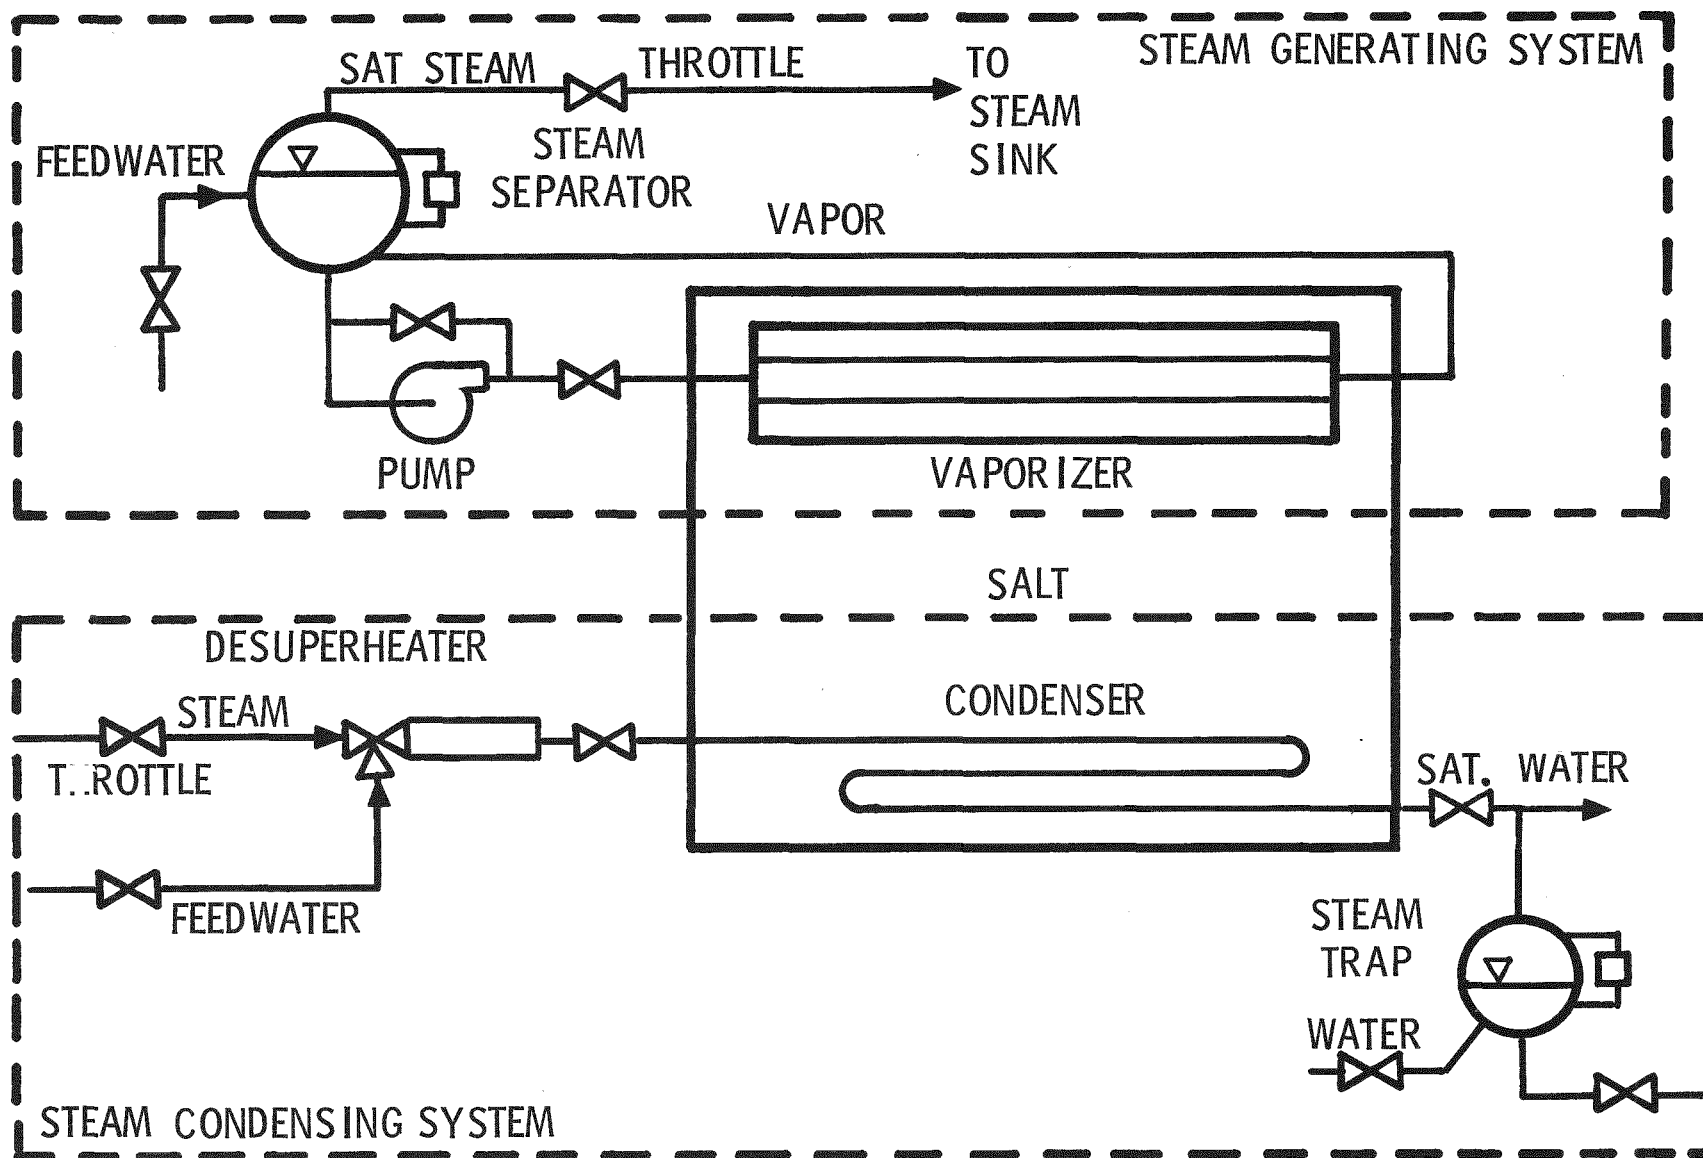 STEAM GENERATING SYSTEM
SAT STEAM
THROTTLE
TO
STEAM
SINK
FEEDWATER
STEAM
SEPARATOR
VAPOR
PUMP
VAPORIZER
SALT
DESUPERHEATER
STEAM
CONDENSER
SAT. WATER
FEEDWATER
STEAM
TRAP
WATER
STEAM CONDENSING SYSTEM